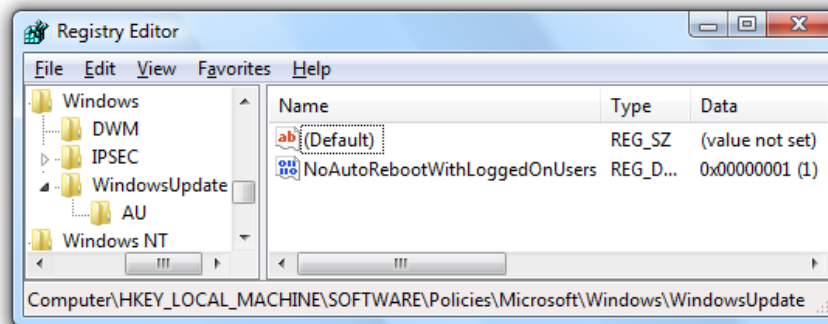 Registry Editor
File Edit View Favorites Help
Windows
DWM
IPSEC
WindowsUpdate
AU
Windows NT
Name Type Data
ab (Default) REG_SZ (value not set)
NoAutoRebootWithLoggedOnUsers REG_D... 0x00000001 (1)
Computer\HKEY_LOCAL_MACHINE\SOFTWARE\Policies\Microsoft\Windows\WindowsUpdate